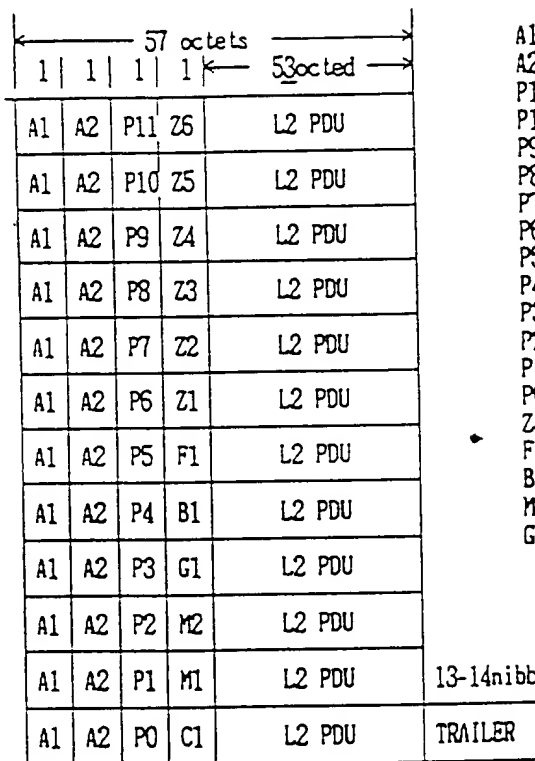 57 octets
1 1 1 1 53octed
A1 A2 P11 Z6 L2 PDU
A1 A2 P10 Z5 L2 PDU
A1 A2 P9 Z4 L2 PDU
A1 A2 P8 Z3 L2 PDU
A1 A2 P7 Z2 L2 PDU
A1 A2 P6 Z1 L2 PDU
A1 A2 P5 F1 L2 PDU
A1 A2 P4 B1 L2 PDU
A1 A2 P3 G1 L2 PDU
A1 A2 P2 M2 L2 PDU
A1 A2 P1 M1 L2 PDU 13-14nibb
A1 A2 P0 C1 L2 PDU TRAILER
A1
A2